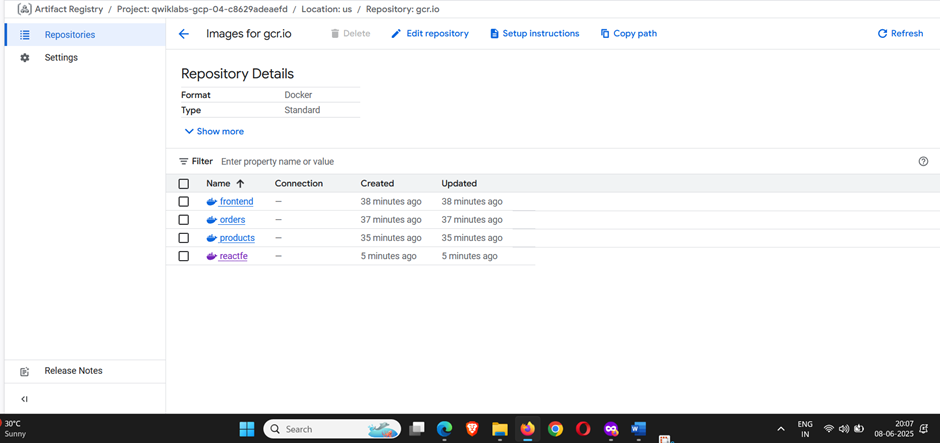 Artifact Registry / Project: qwiklabs-gcp-04-c8629adeaefd / Location: us / Repository: gcr.io
Repositories
Settings
Images for gcr.io Delete Edit repository Setup instructions Copy path Refresh
Repository Details
Format Docker
Type Standard
Show more
Filter Enter property name or value
Name Connection Created Updated
frontend — 38 minutes ago 38 minutes ago
orders — 37 minutes ago 37 minutes ago
products — 35 minutes ago 35 minutes ago
reactfe — 5 minutes ago 5 minutes ago
Release Notes
30°C
Sunny
Search
ENG
IN
20:07
08-06-2025